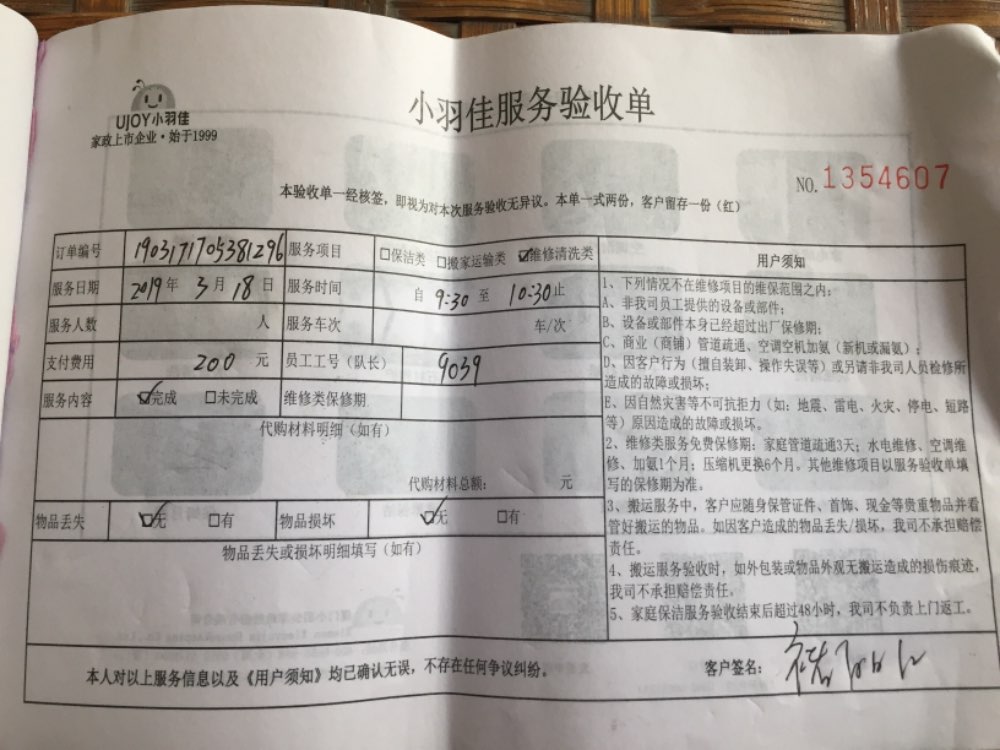 UJOY小羽佳
家政上市企业·始于1999
小羽佳服务验收单
NO.1354607
本验收单一经核签，即视为对本次服务验收无异议。本单一式两份，客户留存一份（红）
订单编号 1903171705381296 服务项目 □保洁类 □搬家运输类 ☑维修清洗类
服务日期 2019年 3月 18日 服务时间 自 9:30 至 10:30止
服务人数 人 服务车次 车/次
支付费用 200 元 员工工号（队长） 9039
服务内容 ☑完成 □未完成 维修类保修期
代购材料明细（如有）
代购材料总额： 元
物品丢失 ☑无 □有 物品损坏 ☑无 □有
物品丢失或损坏明细填写（如有）
用户须知
1、下列情况不在维修项目的维保范围之内：
A、非我司员工提供的设备或部件；
B、设备或部件本身已经超过出厂保修期；
C、商业（商铺）管道疏通、空调空机加氨（新机或漏氨）；
D、因客户行为（擅自装卸、操作失误等）或另请非我司人员检修所
造成的故障或损坏；
E、因自然灾害等不可抗拒力（如：地震、雷电、火灾、停电、短路
等）原因造成的故障或损坏。
2、维修类服务免费保修期：家庭管道疏通3天；水电维修、空调维
修、加氨1个月；压缩机更换6个月。其他维修项目以服务验收单填
写的保修期为准。
3、搬运服务中，客户应随身保管证件、首饰、现金等贵重物品并看
管好搬运的物品。如因客户造成的物品丢失/损坏，我司不承担赔偿
责任。
4、搬运服务验收时，如外包装或物品外观无搬运造成的损伤痕迹，
我司不承担赔偿责任。
5、家庭保洁服务验收结束后超过48小时，我司不负责上门返工。
本人对以上服务信息以及《用户须知》均已确认无误，不存在任何争议纠纷。
客户签名：